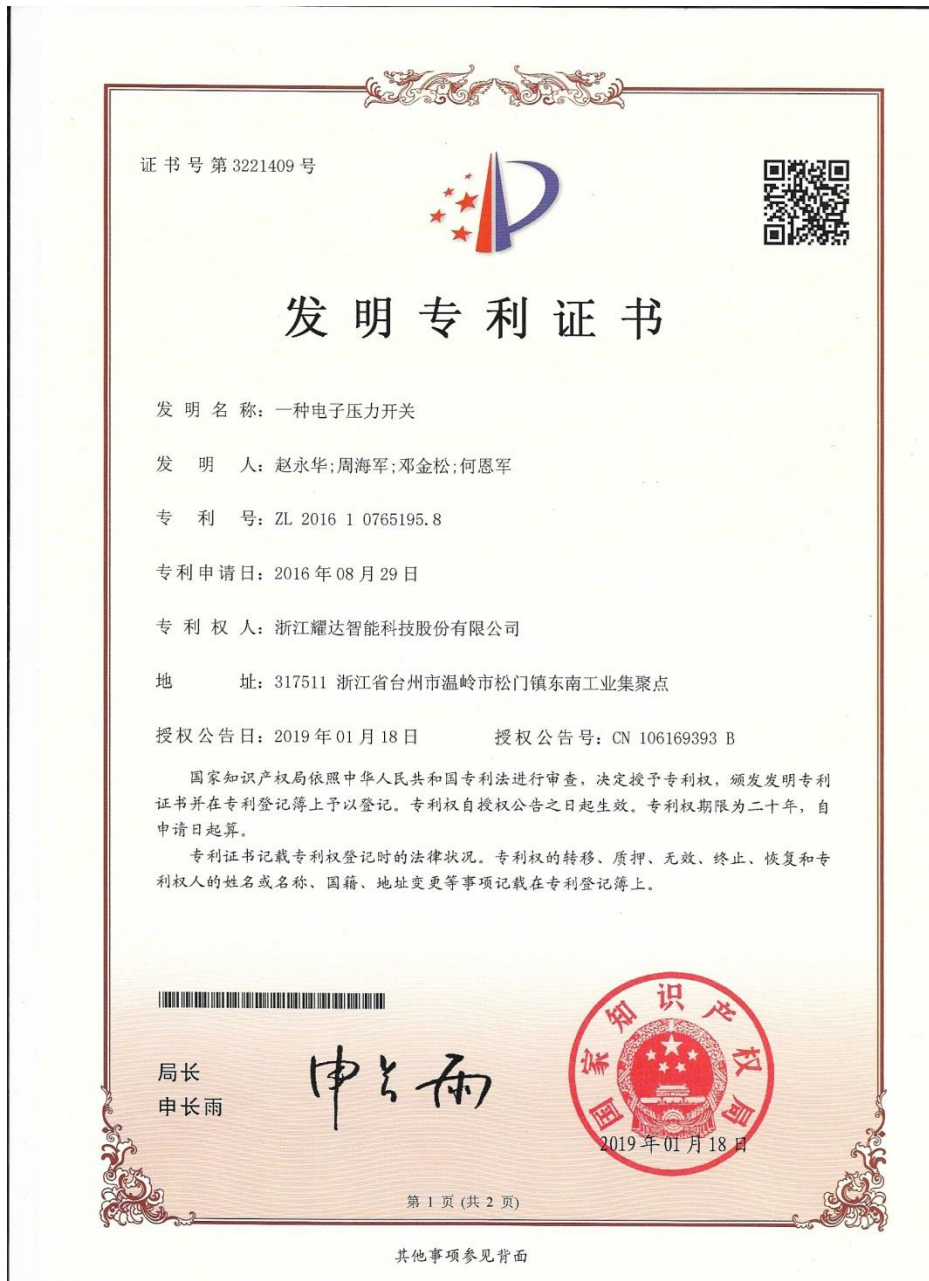 证书号第3221409号
发明专利证书
发明名称：一种电子压力开关
发明人：赵永华;周海军;邓金松;何恩军
专利号：ZL 2016 1 0765195.8
专利申请日：2016年08月29日
专利权人：浙江耀达智能科技股份有限公司
地址：317511 浙江省台州市温岭市松门镇东南工业集聚点
授权公告日：2019年01月18日 授权公告号：CN 106169393 B
国家知识产权局依照中华人民共和国专利法进行审查，决定授予专利权，颁发发明专利
证书并在专利登记簿上予以登记。专利权自授权公告之日起生效。专利权期限为二十年，自
申请日起算。
专利证书记载专利权登记时的法律状况。专利权的转移、质押、无效、终止、恢复和专
利权人的姓名或名称、国籍、地址变更等事项记载在专利登记簿上。
局长
申长雨
申长雨
国家知识产权局
2019年01月18日
第 1 页 (共 2 页)
其他事项参见背面